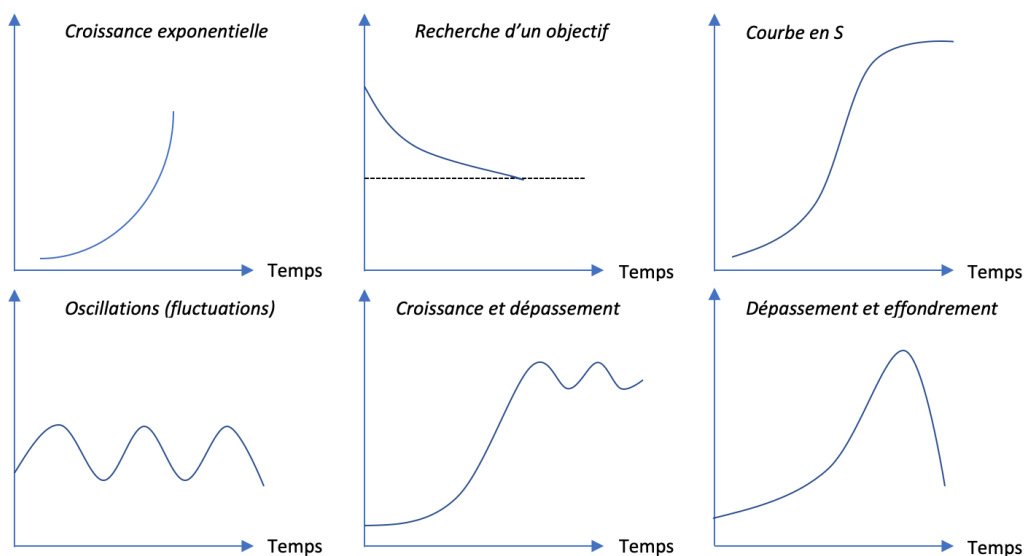 Croissance exponentielle
Recherche d'un objectif
Courbe en S
Temps
Temps
Temps
Oscillations (fluctuations)
Croissance et dépassement
Dépassement et effondrement
Temps
Temps
Temps